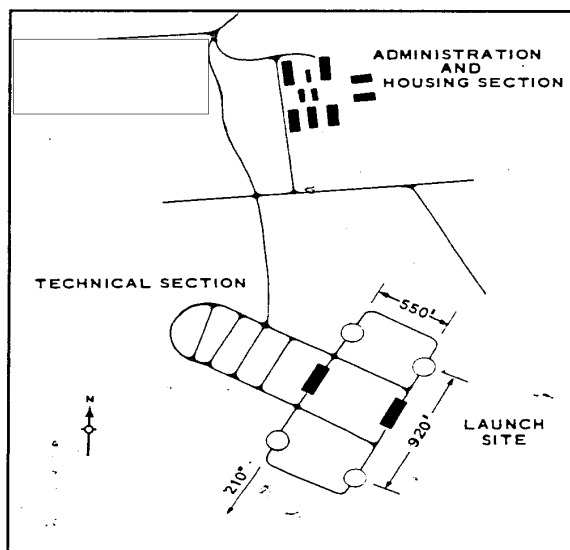 ADMINISTRATION
AND
HOUSING SECTION
TECHNICAL SECTION
550'
N
920'
LAUNCH
SITE
210°